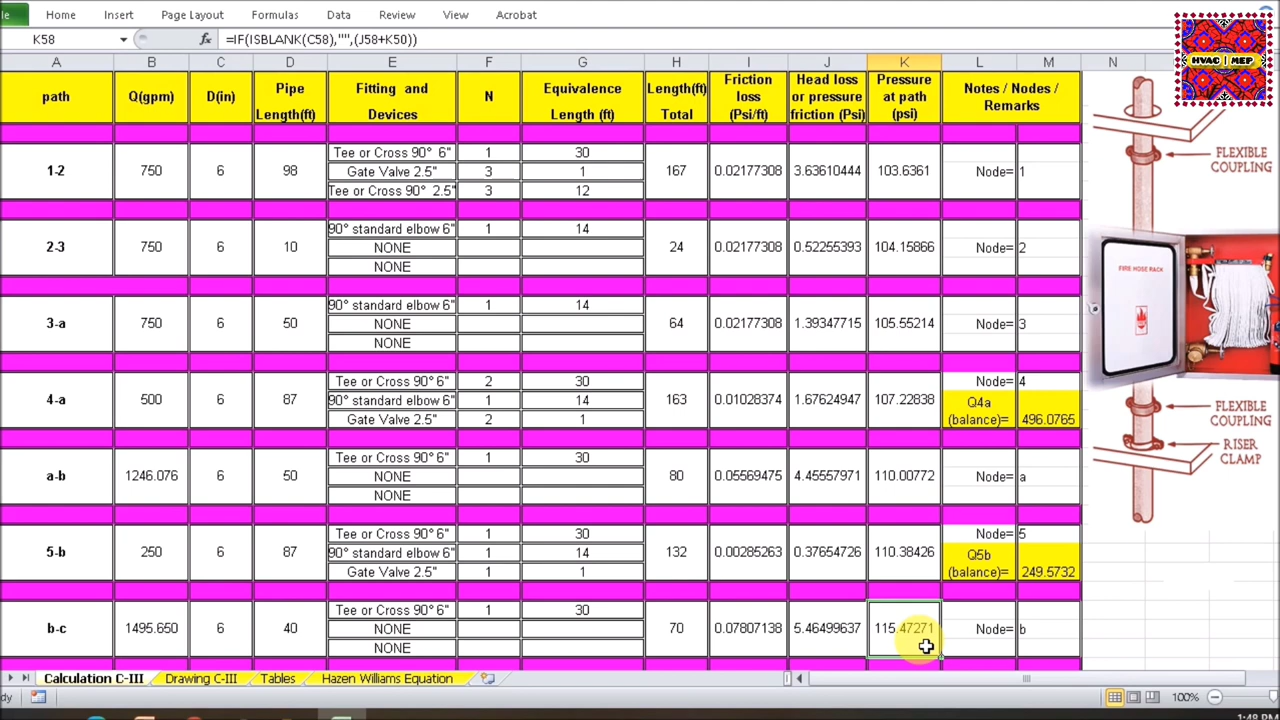 Home Insert Page Layout Formulas Data Review View Acrobat
K58 fx =IF(ISBLANK(C58),"",(J58+K50))
A B C D E F G H I J K L M N
path Q(gpm) D(in) Pipe Length(ft) Fitting and Devices N Equivalence Length (ft) Length(ft) Total Friction loss (Psi/ft) Head loss or pressure friction (Psi) Pressure at path (psi) Notes / Nodes / Remarks
1-2 750 6 98 Tee or Cross 90° 6" 1 30 167 0.02177308 3.63610444 103.6361 Node= 1
Gate Valve 2.5" 3 1
Tee or Cross 90° 2.5" 3 12
2-3 750 6 10 90° standard elbow 6" 1 14 24 0.02177308 0.52255393 104.15866 Node= 2
NONE
NONE
3-a 750 6 50 90° standard elbow 6" 1 14 64 0.02177308 1.39347715 105.55214 Node= 3
NONE
NONE
4-a 500 6 87 Tee or Cross 90° 6" 2 30 163 0.01028374 1.67624947 107.22838 Node= 4
90° standard elbow 6" 1 14 Q4a
Gate Valve 2.5" 2 1 (balance)= 496.0765
a-b 1246.076 6 50 Tee or Cross 90° 6" 1 30 80 0.05569475 4.45557971 110.00772 Node= a
NONE
NONE
5-b 250 6 87 Tee or Cross 90° 6" 1 30 132 0.00285263 0.37654726 110.38426 Node= 5
90° standard elbow 6" 1 14 Q5b
Gate Valve 2.5" 1 1 (balance)= 249.5732
b-c 1495.650 6 40 Tee or Cross 90° 6" 1 30 70 0.07807138 5.46499637 115.47271 Node= b
NONE
NONE
HVAC | MEP
FLEXIBLE
COUPLING
FIRE HOSE RACK
FLEXIBLE
COUPLING
RISER
CLAMP
Calculation C-III Drawing C-III Tables Hazen Williams Equation
100%
1:48 PM